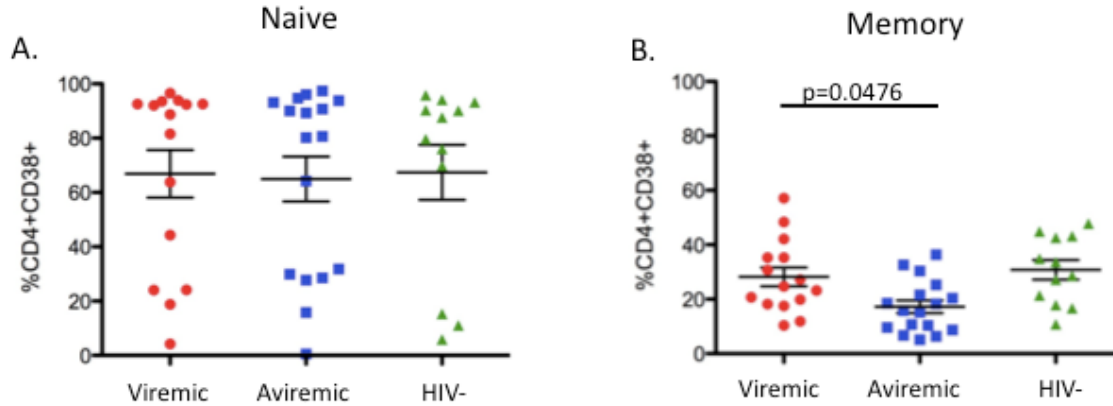 Naive
A.
%CD4+CD38+
100
80
60
40
20
0
Viremic Aviremic HIV-
Memory
B.
p=0.0476
%CD4+CD38+
100
80
60
40
20
0
Viremic Aviremic HIV-